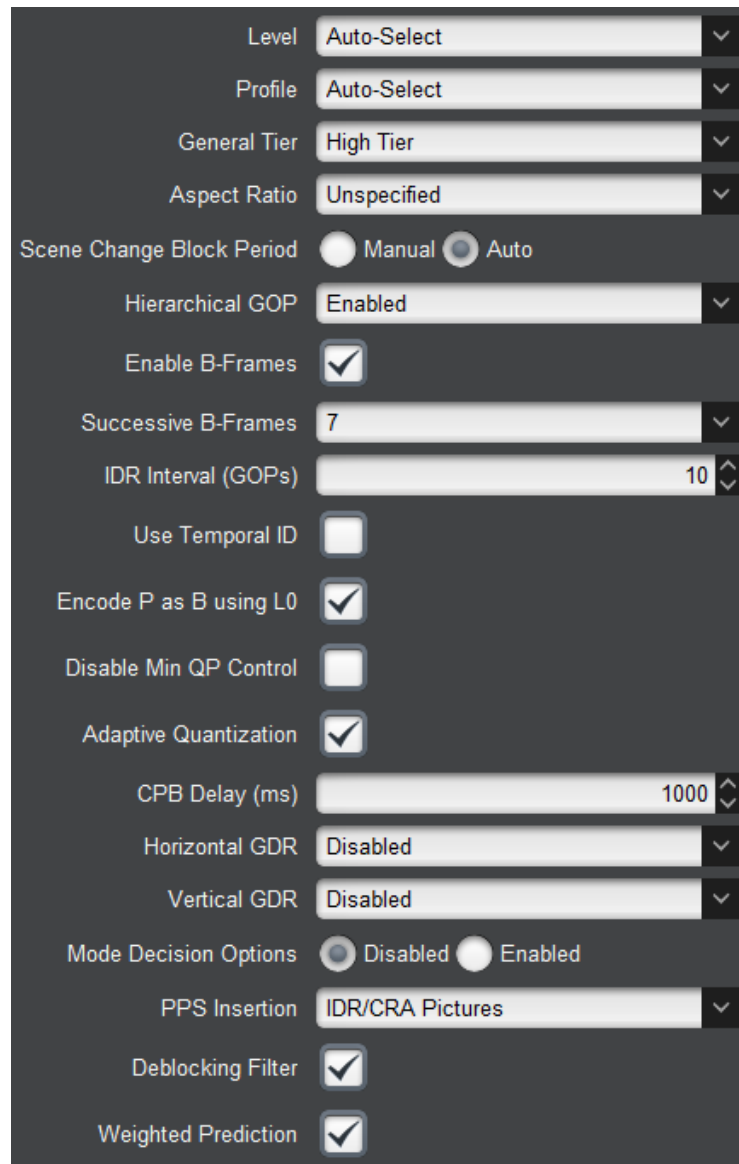 Level Auto-Select
Profile Auto-Select
General Tier High Tier
Aspect Ratio Unspecified
Scene Change Block Period Manual Auto
Hierarchical GOP Enabled
Enable B-Frames
Successive B-Frames 7
IDR Interval (GOPs) 10
Use Temporal ID
Encode P as B using L0
Disable Min QP Control
Adaptive Quantization
CPB Delay (ms) 1000
Horizontal GDR Disabled
Vertical GDR Disabled
Mode Decision Options Disabled Enabled
PPS Insertion IDR/CRA Pictures
Deblocking Filter
Weighted Prediction